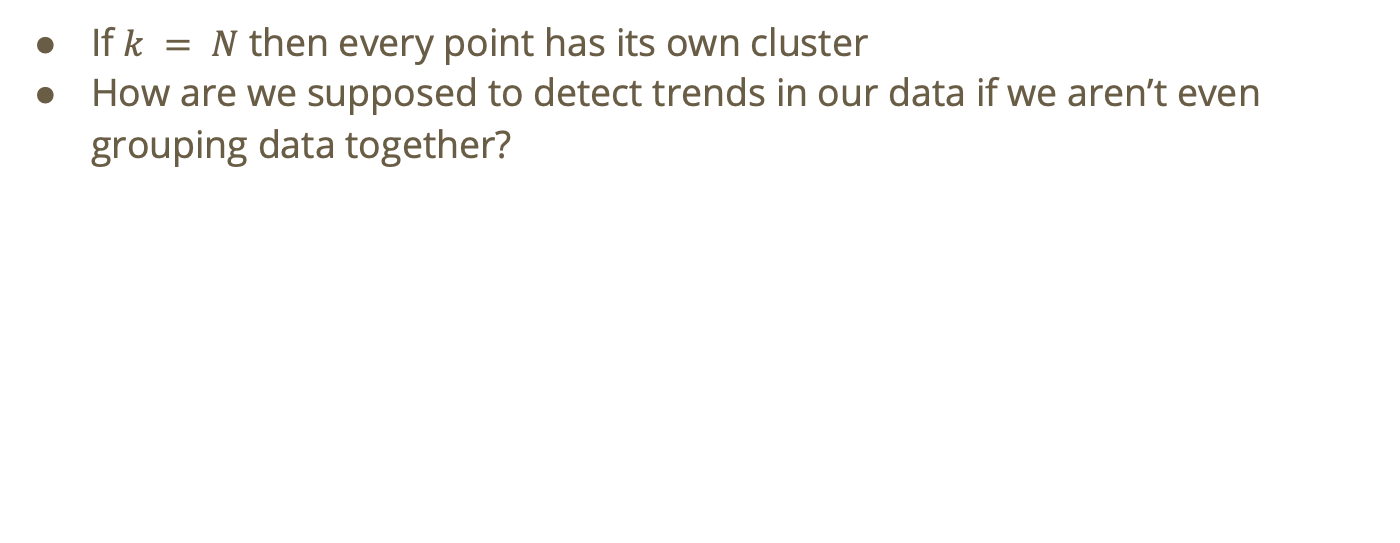 ● If k = N then every point has its own cluster
● How are we supposed to detect trends in our data if we aren’t even
grouping data together?